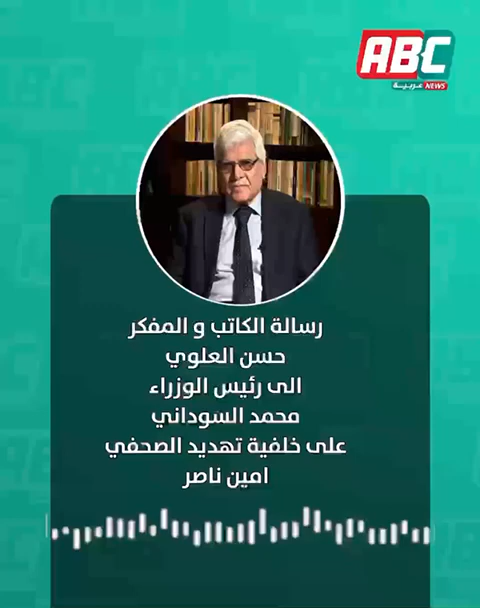 ABC
عربية NEWS
رسالة الكاتب و المفكر
حسن العلوي
الى رئيس الوزراء
محمد السوداني
على خلفية تهديد الصحفي
امين ناصر